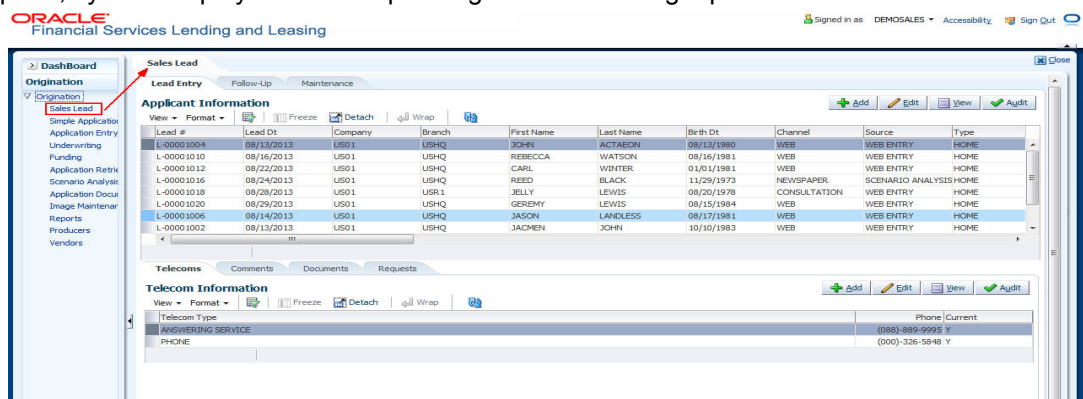 ORACLE
Financial Services Lending and Leasing
Signed in as DEMOSALES Accessibility Sign Out
Close
DashBoard
Origination
Origination
Sales Lead
Simple Application
Application Entry
Underwriting
Funding
Application Retrie
Scenario Analysis
Application Docu
Image Maintenan
Reports
Producers
Vendors
Sales Lead
Lead Entry Follow-Up Maintenance
Applicant Information
Add Edit View Audit
View Format Freeze Detach Wrap
Lead # Lead Dt Company Branch First Name Last Name Birth Dt Channel Source Type
L-00001004 08/13/2013 US01 USHQ JOHN ACTAEON 08/13/1980 WEB WEB ENTRY HOME
L-00001010 08/16/2013 US01 USHQ REBECCA WATSON 08/16/1981 WEB WEB ENTRY HOME
L-00001012 08/22/2013 US01 USHQ CARL WINTER 01/01/1981 WEB WEB ENTRY HOME
L-00001016 08/24/2013 US01 USHQ REED BLACK 11/29/1973 NEWSPAPER SCENARIO ANALYSIS HOME
L-00001018 08/28/2013 US01 USR1 JELLY LEWIS 08/20/1978 CONSULTATION WEB ENTRY HOME
L-00001020 08/29/2013 US01 USHQ GEREMY LEWIS 08/15/1984 WEB WEB ENTRY HOME
L-00001006 08/14/2013 US01 USHQ JASON LANDLESS 08/17/1981 WEB WEB ENTRY HOME
L-00001002 08/13/2013 US01 USHQ JACMEN JOHN 10/10/1983 WEB WEB ENTRY HOME
Telecoms Comments Documents Requests
Telecom Information
Add Edit View Audit
View Format Freeze Detach Wrap
Telecom Type Phone Current
ANSWERING SERVICE (088)-889-9995 Y
PHONE (000)-326-5848 Y